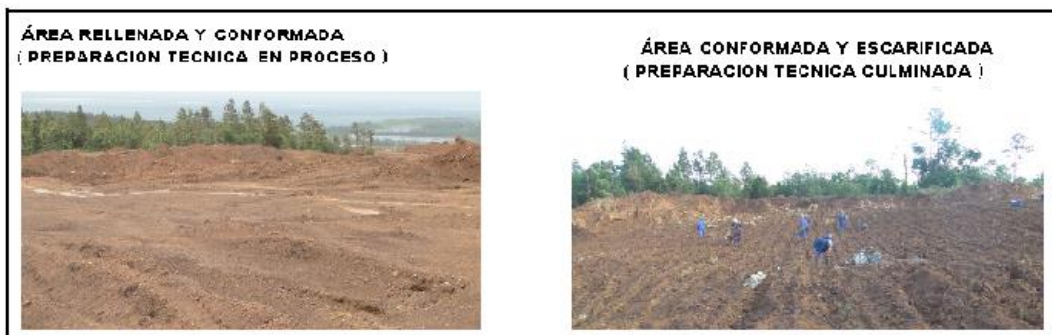 ÁREA RELLENADA Y CONFORMADA
( PREPARACION TECNICA EN PROCESO )
ÁREA CONFORMADA Y ESCARIFICADA
( PREPARACION TECNICA CULMINADA )